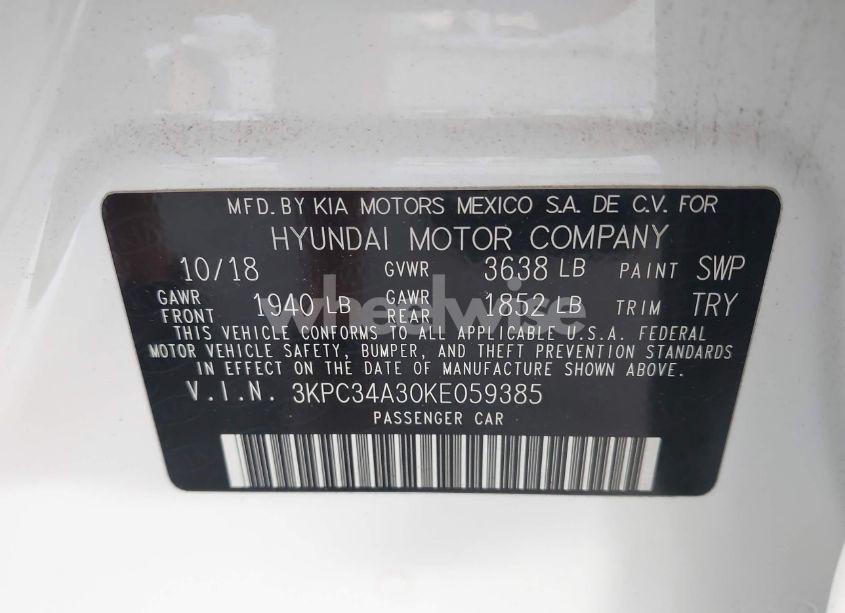 MFD. BY KIA MOTORS MEXICO S.A. DE C.V. FOR
HYUNDAI MOTOR COMPANY
10/18 GVWR 3638 LB PAINT SWP
GAWR FRONT 1940 LB GAWR REAR 1852 LB TRIM TRY
THIS VEHICLE CONFORMS TO ALL APPLICABLE U.S.A. FEDERAL
MOTOR VEHICLE SAFETY, BUMPER, AND THEFT PREVENTION STANDARDS
IN EFFECT ON THE DATE OF MANUFACTURE SHOWN ABOVE.
V.I.N. 3KPC34A30KE059385
PASSENGER CAR
wheelwise